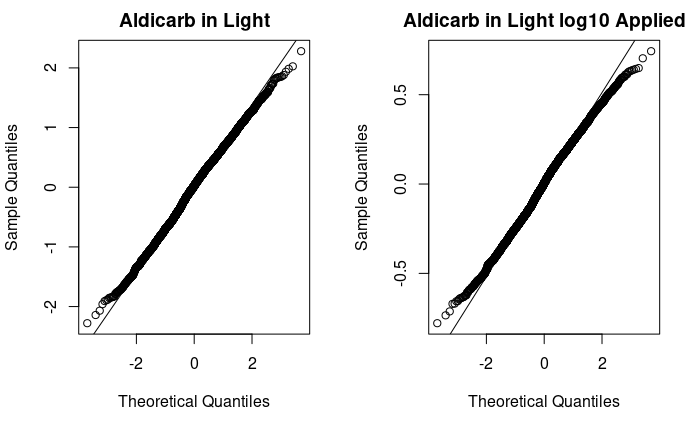 Aldicarb in Light
Sample Quantiles
2
1
0
-1
-2
-2 0 2
Theoretical Quantiles
Aldicarb in Light log10 Applied
Sample Quantiles
0.5
0.0
-0.5
-2 0 2
Theoretical Quantiles